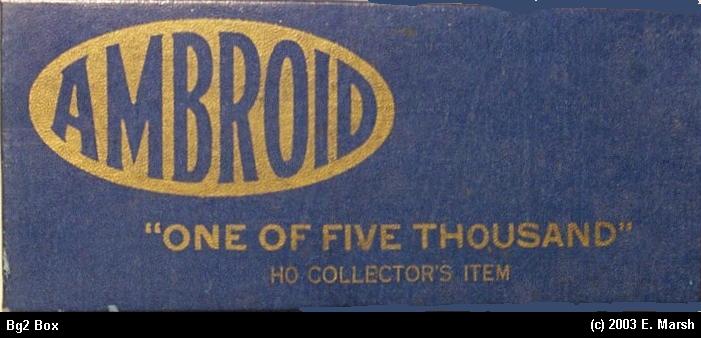 AMBROID
"ONE OF FIVE THOUSAND"
HO COLLECTOR'S ITEM
Bg2 Box
(c) 2003 E. Marsh